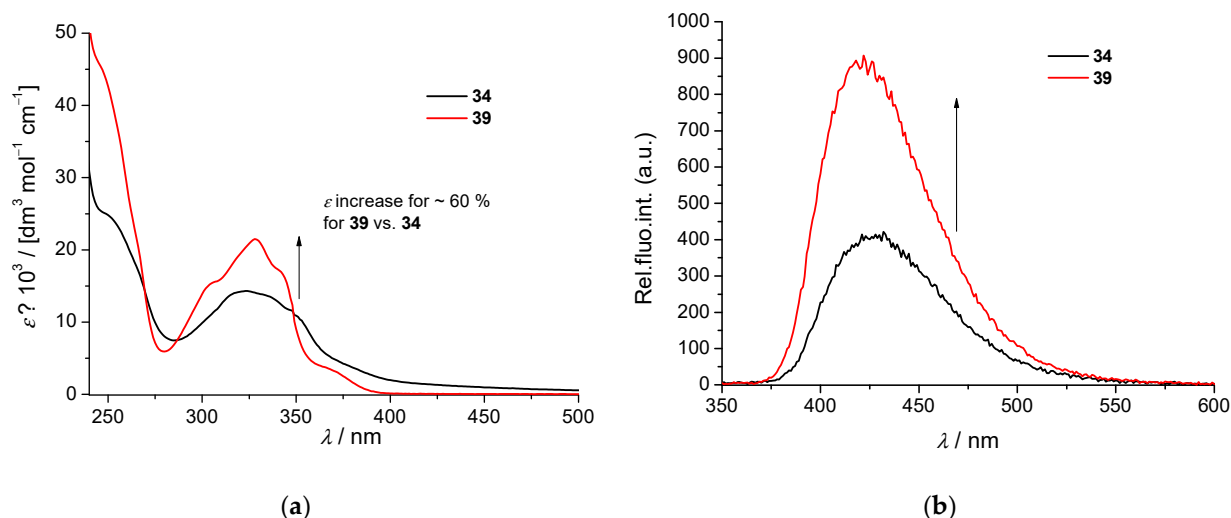 50
40
30
20
10
0
250 300 350 400 450 500
ε? 10³ / [dm³ mol⁻¹ cm⁻¹]
λ / nm
34
39
ε increase for ~ 60 %
for 39 vs. 34
(a)
1000
900
800
700
600
500
400
300
200
100
0
350 400 450 500 550 600
Rel.fluo.int. (a.u.)
λ / nm
34
39
(b)